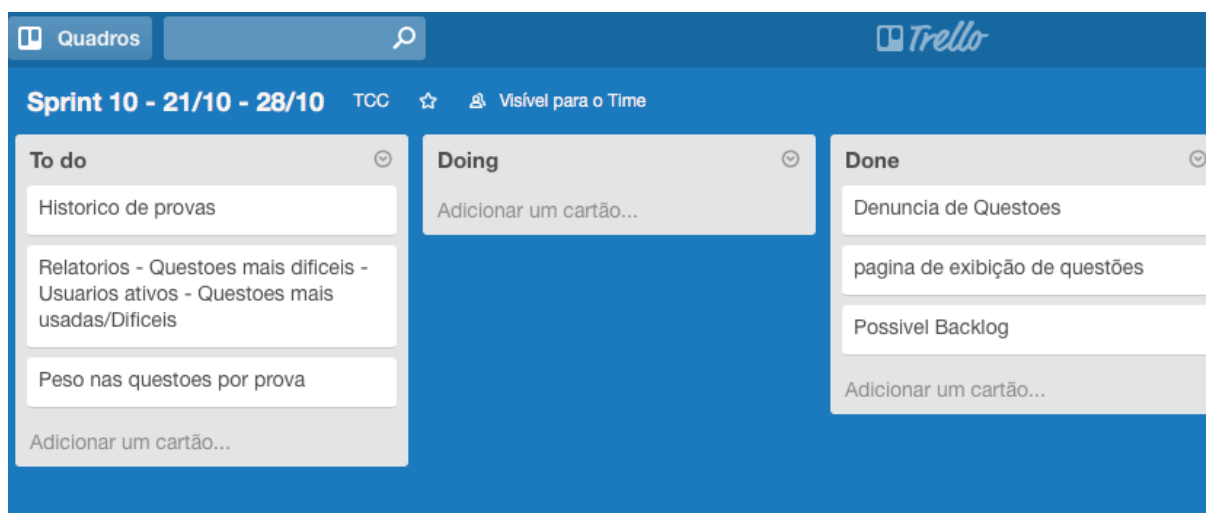 Quadros
Trello
Sprint 10 - 21/10 - 28/10 TCC Visível para o Time
To do
Historico de provas
Relatorios - Questoes mais dificeis -
Usuarios ativos - Questoes mais
usadas/Dificeis
Peso nas questoes por prova
Adicionar um cartão...
Doing
Adicionar um cartão...
Done
Denuncia de Questoes
pagina de exibição de questões
Possivel Backlog
Adicionar um cartão...